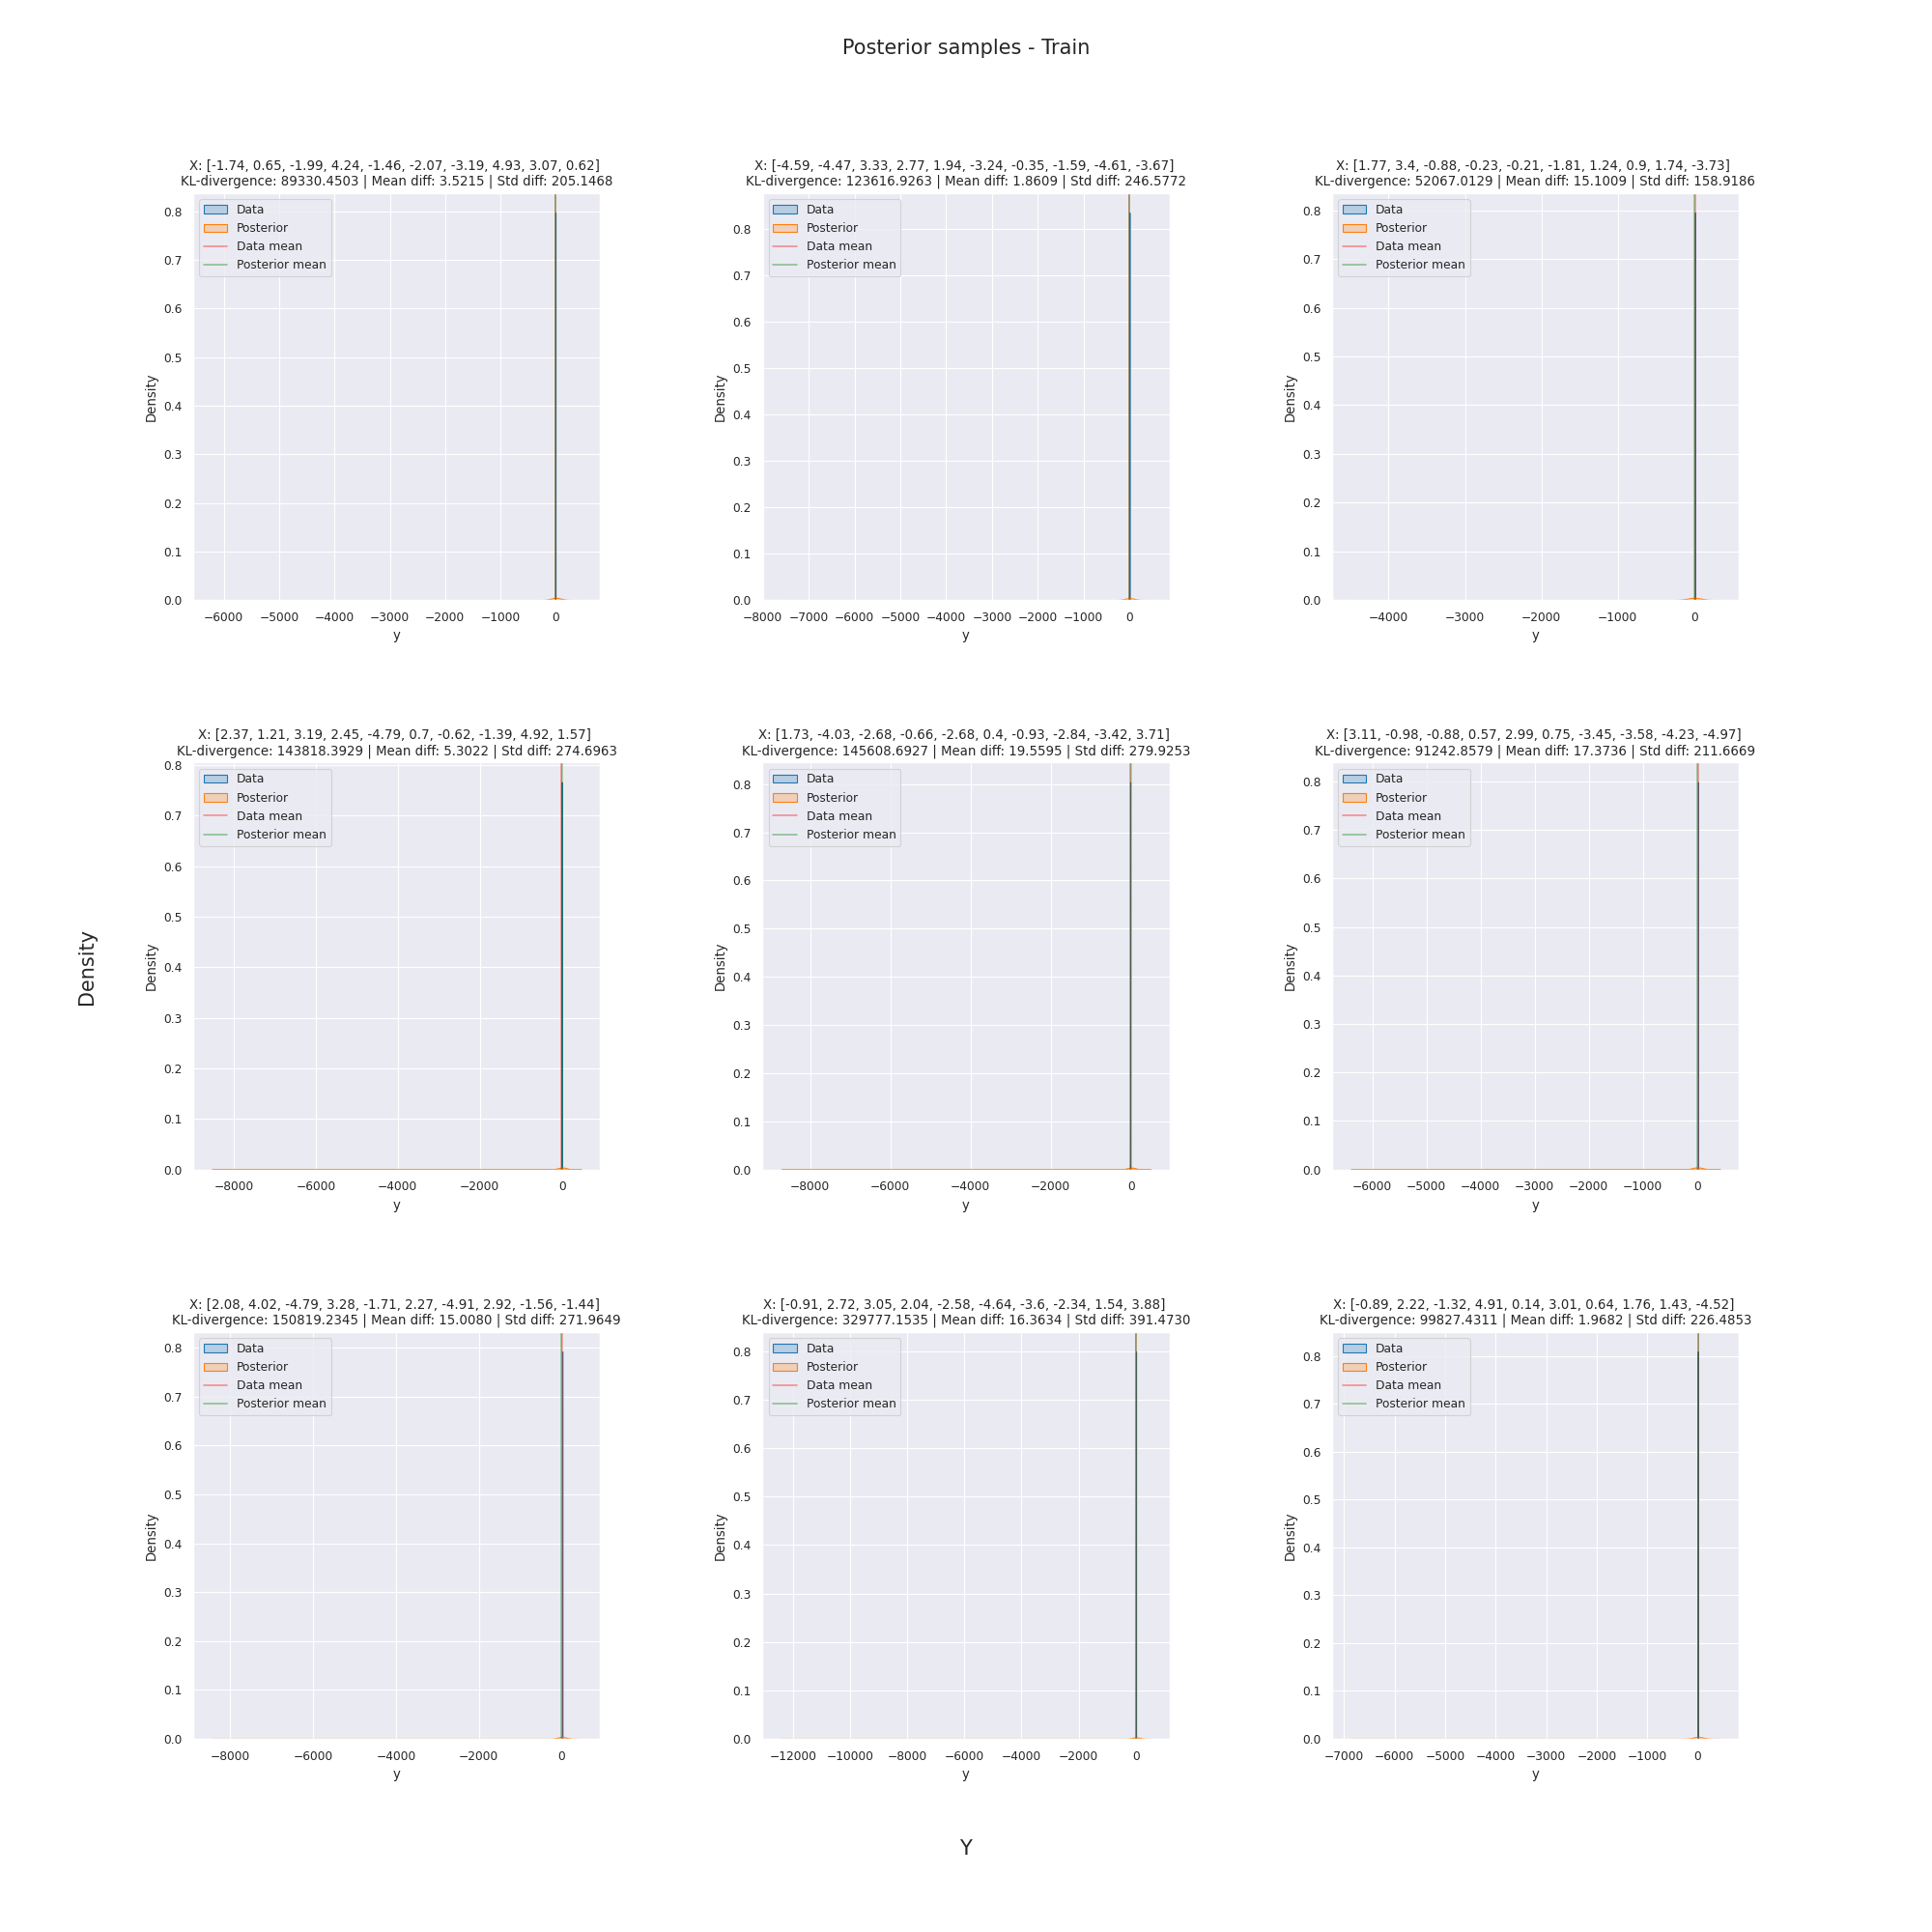 Posterior samples - Train
X: [-1.74, 0.65, -1.99, 4.24, -1.46, -2.07, -3.19, 4.93, 3.07, 0.62]
KL-divergence: 89330.4503 | Mean diff: 3.5215 | Std diff: 205.1468
Data
Posterior
Data mean
Posterior mean
0.8
0.7
0.6
0.5
0.4
0.3
0.2
0.1
0.0
Density
−6000 −5000 −4000 −3000 −2000 −1000 0
y
X: [-4.59, -4.47, 3.33, 2.77, 1.94, -3.24, -0.35, -1.59, -4.61, -3.67]
KL-divergence: 123616.9263 | Mean diff: 1.8609 | Std diff: 246.5772
Data
Posterior
Data mean
Posterior mean
0.8
0.7
0.6
0.5
0.4
0.3
0.2
0.1
0.0
Density
−8000 −7000 −6000 −5000 −4000 −3000 −2000 −1000 0
y
X: [1.77, 3.4, -0.88, -0.23, -0.21, -1.81, 1.24, 0.9, 1.74, -3.73]
KL-divergence: 52067.0129 | Mean diff: 15.1009 | Std diff: 158.9186
Data
Posterior
Data mean
Posterior mean
0.8
0.7
0.6
0.5
0.4
0.3
0.2
0.1
0.0
Density
−4000 −3000 −2000 −1000 0
y
Density
X: [2.37, 1.21, 3.19, 2.45, -4.79, 0.7, -0.62, -1.39, 4.92, 1.57]
KL-divergence: 143818.3929 | Mean diff: 5.3022 | Std diff: 274.6963
Data
Posterior
Data mean
Posterior mean
0.8
0.7
0.6
0.5
0.4
0.3
0.2
0.1
0.0
Density
−8000 −6000 −4000 −2000 0
y
X: [1.73, -4.03, -2.68, -0.66, -2.68, 0.4, -0.93, -2.84, -3.42, 3.71]
KL-divergence: 145608.6927 | Mean diff: 19.5595 | Std diff: 279.9253
Data
Posterior
Data mean
Posterior mean
0.8
0.7
0.6
0.5
0.4
0.3
0.2
0.1
0.0
Density
−8000 −6000 −4000 −2000 0
y
X: [3.11, -0.98, -0.88, 0.57, 2.99, 0.75, -3.45, -3.58, -4.23, -4.97]
KL-divergence: 91242.8579 | Mean diff: 17.3736 | Std diff: 211.6669
Data
Posterior
Data mean
Posterior mean
0.8
0.7
0.6
0.5
0.4
0.3
0.2
0.1
0.0
Density
−6000 −5000 −4000 −3000 −2000 −1000 0
y
X: [2.08, 4.02, -4.79, 3.28, -1.71, 2.27, -4.91, 2.92, -1.56, -1.44]
KL-divergence: 150819.2345 | Mean diff: 15.0080 | Std diff: 271.9649
Data
Posterior
Data mean
Posterior mean
0.8
0.7
0.6
0.5
0.4
0.3
0.2
0.1
0.0
Density
−8000 −6000 −4000 −2000 0
y
X: [-0.91, 2.72, 3.05, 2.04, -2.58, -4.64, -3.6, -2.34, 1.54, 3.88]
KL-divergence: 329777.1535 | Mean diff: 16.3634 | Std diff: 391.4730
Data
Posterior
Data mean
Posterior mean
0.8
0.7
0.6
0.5
0.4
0.3
0.2
0.1
0.0
Density
−12000 −10000 −8000 −6000 −4000 −2000 0
y
X: [-0.89, 2.22, -1.32, 4.91, 0.14, 3.01, 0.64, 1.76, 1.43, -4.52]
KL-divergence: 99827.4311 | Mean diff: 1.9682 | Std diff: 226.4853
Data
Posterior
Data mean
Posterior mean
0.8
0.7
0.6
0.5
0.4
0.3
0.2
0.1
0.0
Density
−7000 −6000 −5000 −4000 −3000 −2000 −1000 0
y
Y